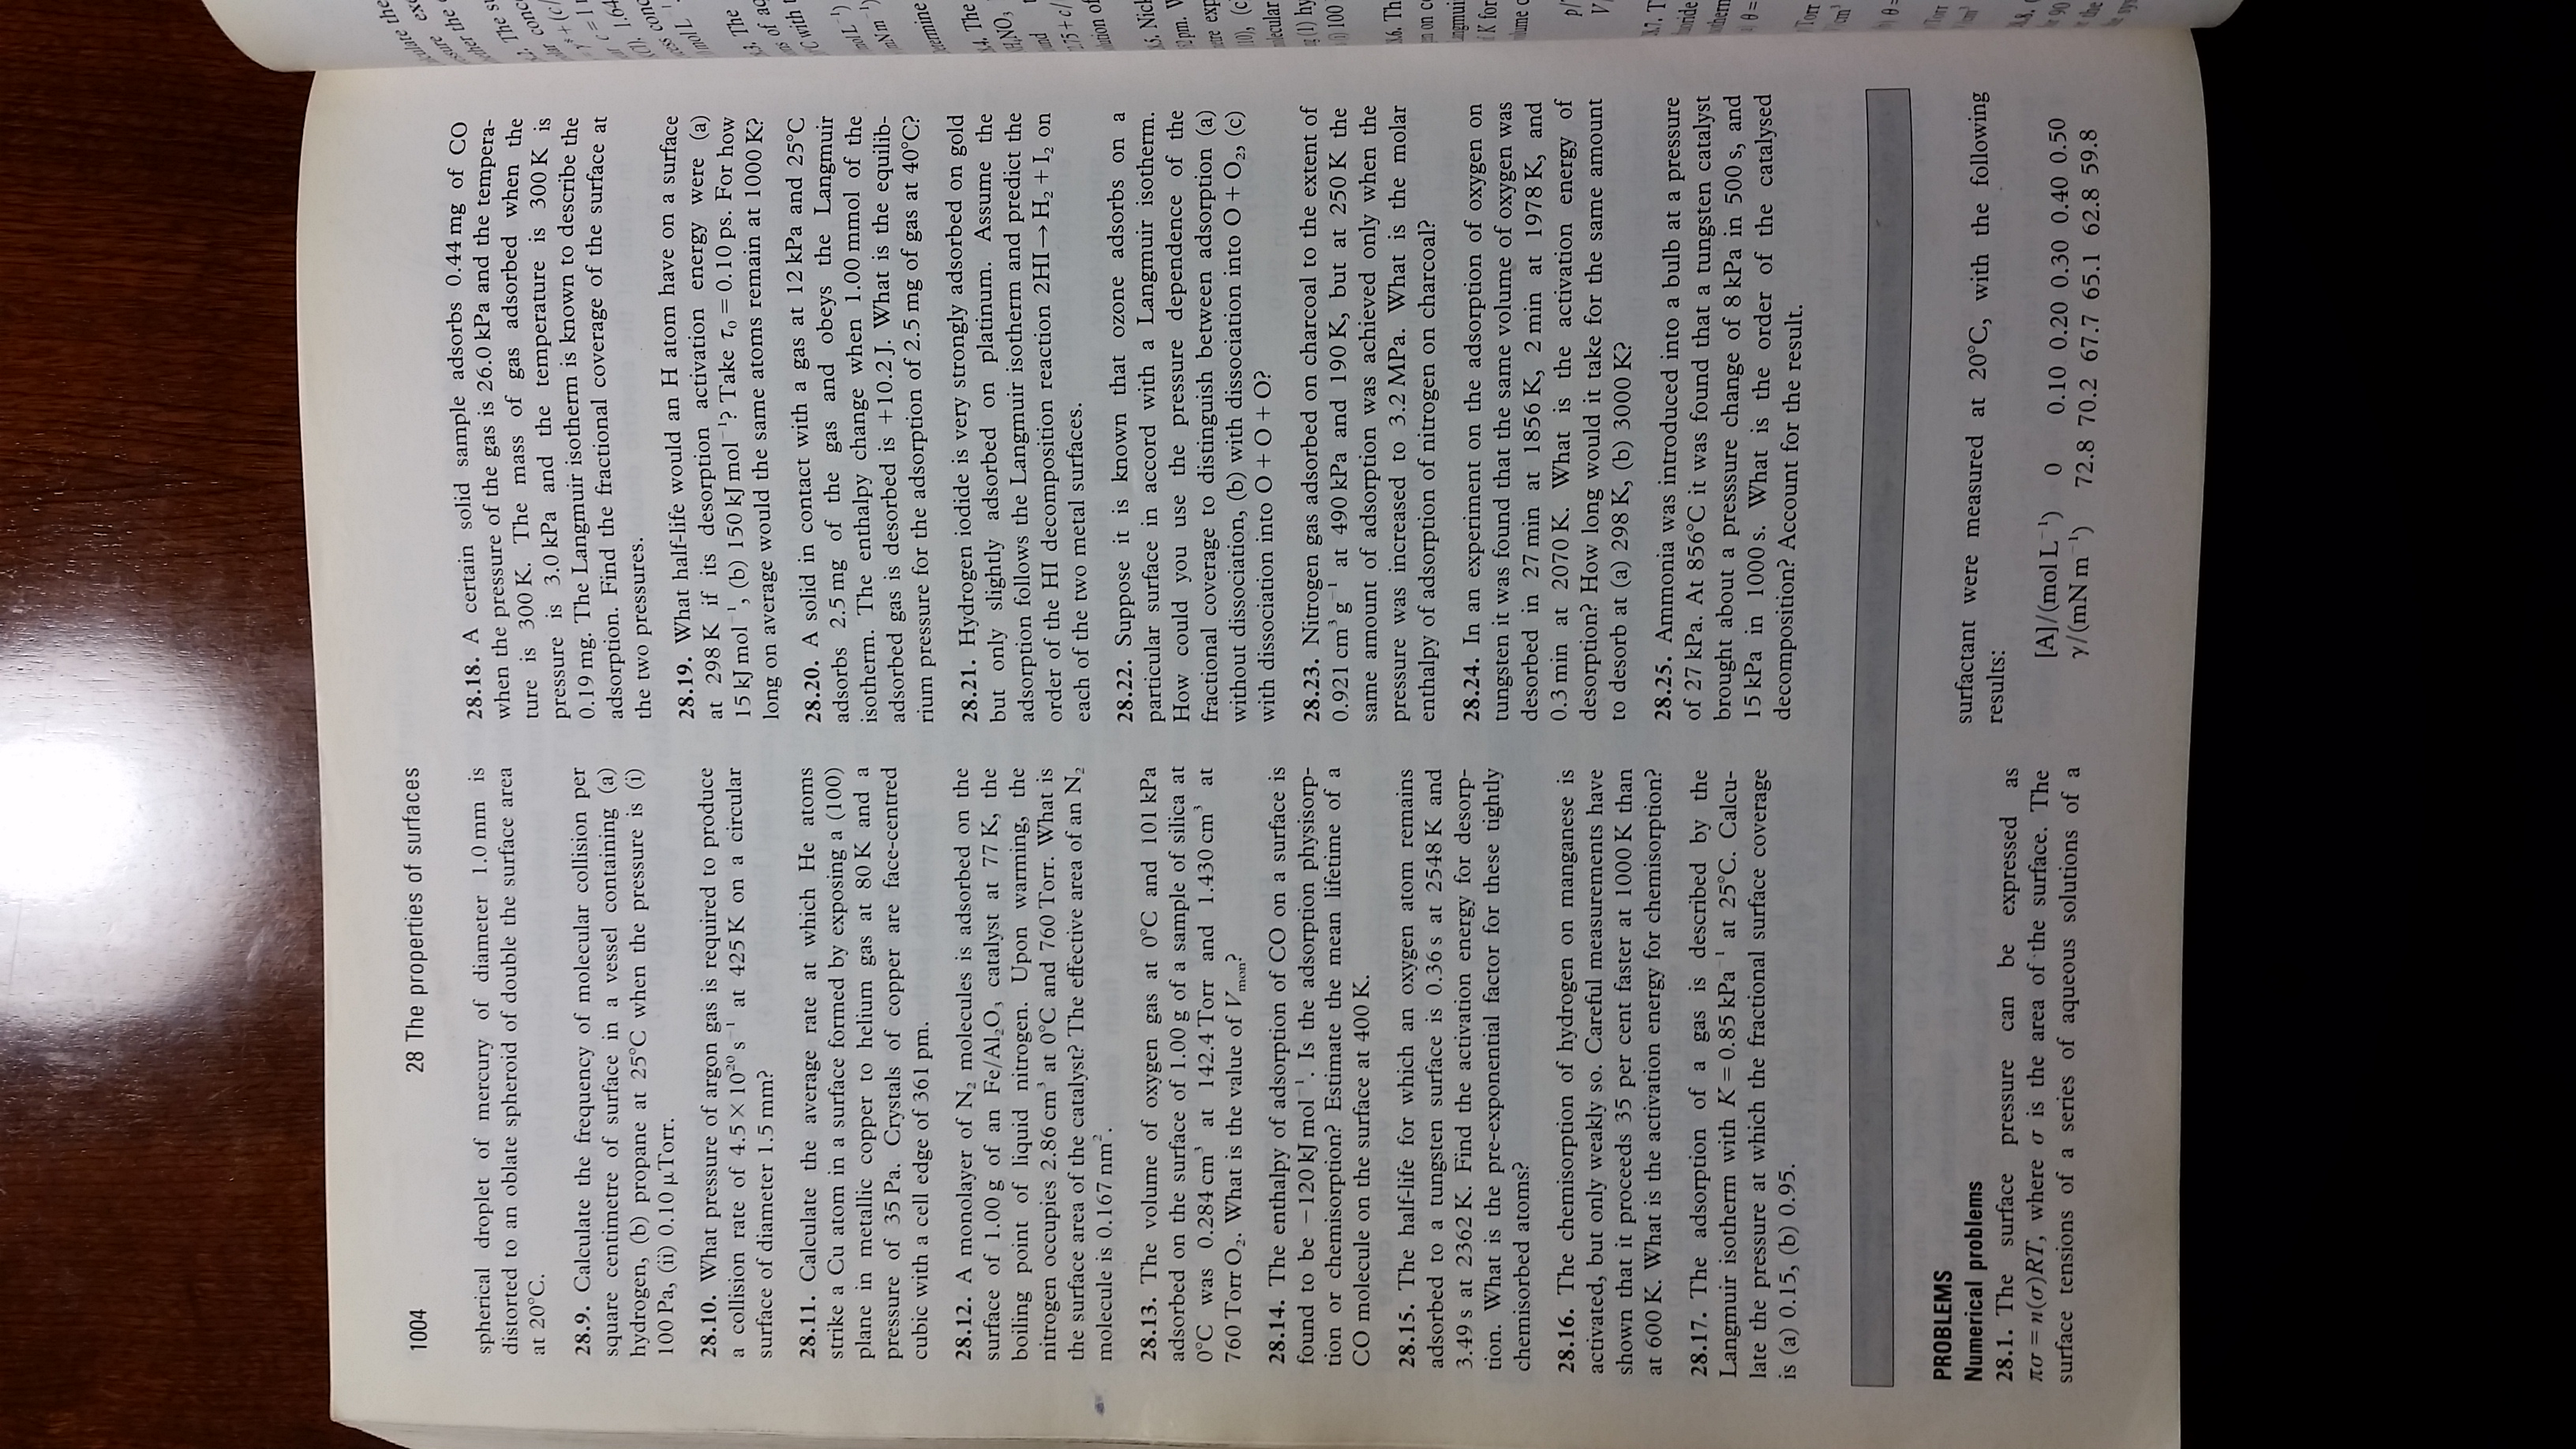 1004
28 The properties of surfaces
spherical droplet of mercury of diameter 1.0 mm is
distorted to an oblate spheroid of double the surface area
at 20°C.
28.9. Calculate the frequency of molecular collision per
square centimetre of surface in a vessel containing (a)
hydrogen, (b) propane at 25°C when the pressure is (i)
100 Pa, (ii) 0.10 μTorr.
28.10. What pressure of argon gas is required to produce
a collision rate of 4.5 × 10²⁰ s⁻¹ at 425 K on a circular
surface of diameter 1.5 mm?
28.11. Calculate the average rate at which He atoms
strike a Cu atom in a surface formed by exposing a (100)
plane in metallic copper to helium gas at 80 K and a
pressure of 35 Pa. Crystals of copper are face-centred
cubic with a cell edge of 361 pm.
28.12. A monolayer of N₂ molecules is adsorbed on the
surface of 1.00 g of an Fe/Al₂O₃ catalyst at 77 K, the
boiling point of liquid nitrogen. Upon warming, the
nitrogen occupies 2.86 cm³ at 0°C and 760 Torr. What is
the surface area of the catalyst? The effective area of an N₂
molecule is 0.167 nm².
28.13. The volume of oxygen gas at 0°C and 101 kPa
adsorbed on the surface of 1.00 g of a sample of silica at
0°C was 0.284 cm³ at 142.4 Torr and 1.430 cm³ at
760 Torr O₂. What is the value of Vmon?
28.14. The enthalpy of adsorption of CO on a surface is
found to be −120 kJ mol⁻¹. Is the adsorption physisorp-
tion or chemisorption? Estimate the mean lifetime of a
CO molecule on the surface at 400 K.
28.15. The half-life for which an oxygen atom remains
adsorbed to a tungsten surface is 0.36 s at 2548 K and
3.49 s at 2362 K. Find the activation energy for desorp-
tion. What is the pre-exponential factor for these tightly
chemisorbed atoms?
28.16. The chemisorption of hydrogen on manganese is
activated, but only weakly so. Careful measurements have
shown that it proceeds 35 per cent faster at 1000 K than
at 600 K. What is the activation energy for chemisorption?
28.17. The adsorption of a gas is described by the
Langmuir isotherm with K = 0.85 kPa⁻¹ at 25°C. Calcu-
late the pressure at which the fractional surface coverage
is (a) 0.15, (b) 0.95.
28.18. A certain solid sample adsorbs 0.44 mg of CO
when the pressure of the gas is 26.0 kPa and the tempera-
ture is 300 K. The mass of gas adsorbed when the
pressure is 3.0 kPa and the temperature is 300 K is
0.19 mg. The Langmuir isotherm is known to describe the
adsorption. Find the fractional coverage of the surface at
the two pressures.
28.19. What half-life would an H atom have on a surface
at 298 K if its desorption activation energy were (a)
15 kJ mol⁻¹, (b) 150 kJ mol⁻¹? Take τ₀ = 0.10 ps. For how
long on average would the same atoms remain at 1000 K?
28.20. A solid in contact with a gas at 12 kPa and 25°C
adsorbs 2.5 mg of the gas and obeys the Langmuir
isotherm. The enthalpy change when 1.00 mmol of the
adsorbed gas is desorbed is +10.2 J. What is the equilib-
rium pressure for the adsorption of 2.5 mg of gas at 40°C?
28.21. Hydrogen iodide is very strongly adsorbed on gold
but only slightly adsorbed on platinum. Assume the
adsorption follows the Langmuir isotherm and predict the
order of the HI decomposition reaction 2HI→H₂ + I₂ on
each of the two metal surfaces.
28.22. Suppose it is known that ozone adsorbs on a
particular surface in accord with a Langmuir isotherm.
How could you use the pressure dependence of the
fractional coverage to distinguish between adsorption (a)
without dissociation, (b) with dissociation into O + O₂, (c)
with dissociation into O + O + O?
28.23. Nitrogen gas adsorbed on charcoal to the extent of
0.921 cm³ g⁻¹ at 490 kPa and 190 K, but at 250 K the
same amount of adsorption was achieved only when the
pressure was increased to 3.2 MPa. What is the molar
enthalpy of adsorption of nitrogen on charcoal?
28.24. In an experiment on the adsorption of oxygen on
tungsten it was found that the same volume of oxygen was
desorbed in 27 min at 1856 K, 2 min at 1978 K, and
0.3 min at 2070 K. What is the activation energy of
desorption? How long would it take for the same amount
to desorb at (a) 298 K, (b) 3000 K?
28.25. Ammonia was introduced into a bulb at a pressure
of 27 kPa. At 856°C it was found that a tungsten catalyst
brought about a presssure change of 8 kPa in 500 s, and
15 kPa in 1000 s. What is the order of the catalysed
decomposition? Account for the result.
PROBLEMS
Numerical problems
28.1. The surface pressure can be expressed as
πσ = n(σ)RT, where σ is the area of the surface. The
surface tensions of a series of aqueous solutions of a
surfactant were measured at 20°C, with the following
results:
[A]/(mol L⁻¹) 0 0.10 0.20 0.30 0.40 0.50
γ/(mN m⁻¹) 72.8 70.2 67.7 65.1 62.8 59.8